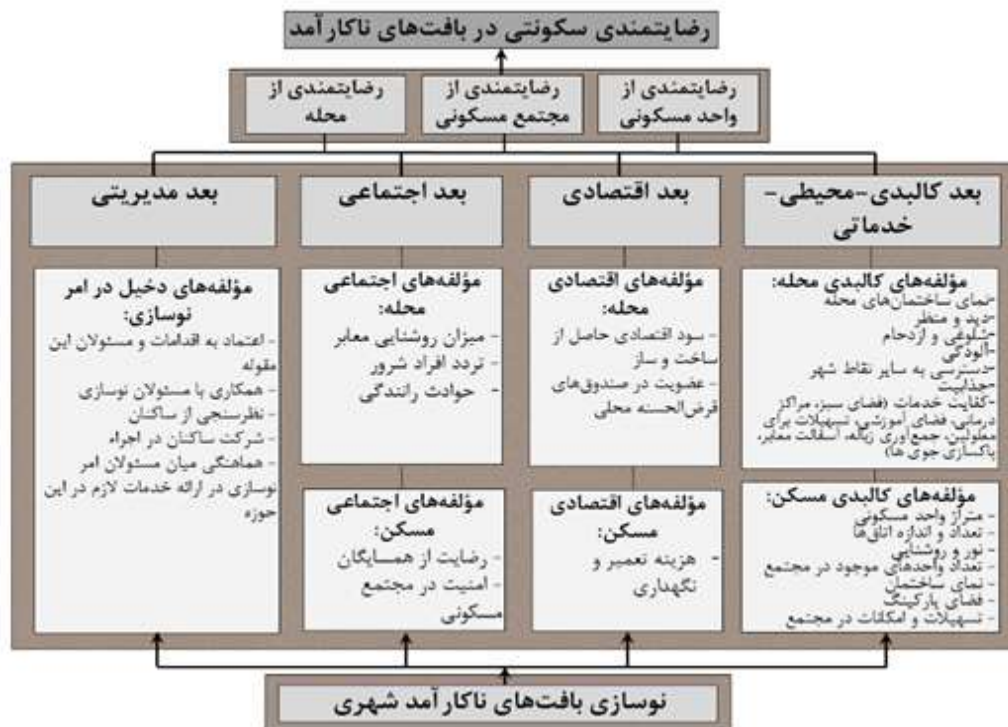 رضایتمندی سکونتی در بافت‌های ناکارآمد
رضایتمندی از
واحد مسکونی
رضایتمندی از
مجتمع مسکونی
رضایتمندی از
محله
بعد کالبدی-محیطی-
خدماتی
بعد اقتصادی
بعد اجتماعی
بعد مدیریتی
مؤلفه‌های کالبدی محله:
-نمای ساختمان‌های محله
-دید و منظر
-شلوغی و ازدحام
-آلودگی
-دسترسی به سایر نقاط شهر
-جذابیت
-کفایت خدمات (فضای سبز، مراکز
درمانی، فضای آموزشی، تسهیلات برای
معلولین، جمع‌آوری زباله، آسفالت معابر،
پاکسازی جوی ها)
مؤلفه‌های اقتصادی
محله:
- سود اقتصادی حاصل از
ساخت و ساز
- عضویت در صندوق‌های
قرض‌الحسنه محلی
مؤلفه‌های اجتماعی
محله:
- میزان روشنایی معابر
- تردد افراد شرور
- حوادث رانندگی
مؤلفه‌های دخیل در امر
نوسازی:
- اعتماد به اقدامات و مسئولان این
مقوله
- همکاری با مسئولان نوسازی
- نظرسنجی از ساکنان
- شرکت ساکنان در اجراء
- هماهنگی میان مسئولان امر
نوسازی در ارائه خدمات لازم در این
حوزه
مؤلفه‌های کالبدی مسکن:
- متراژ واحد مسکونی
- تعداد و اندازه اتاق‌ها
- نور و روشنایی
- تعداد واحدهای موجود در مجتمع
- نمای ساختمان
- فضای پارکینگ
- تسهیلات و امکانات در مجتمع
مؤلفه‌های اقتصادی
مسکن:
- هزینه تعمیر و
نگهداری
مؤلفه‌های اجتماعی
مسکن:
- رضایت از همسایگان
- امنیت در مجتمع
مسکونی
نوسازی بافت‌های ناکارآمد شهری